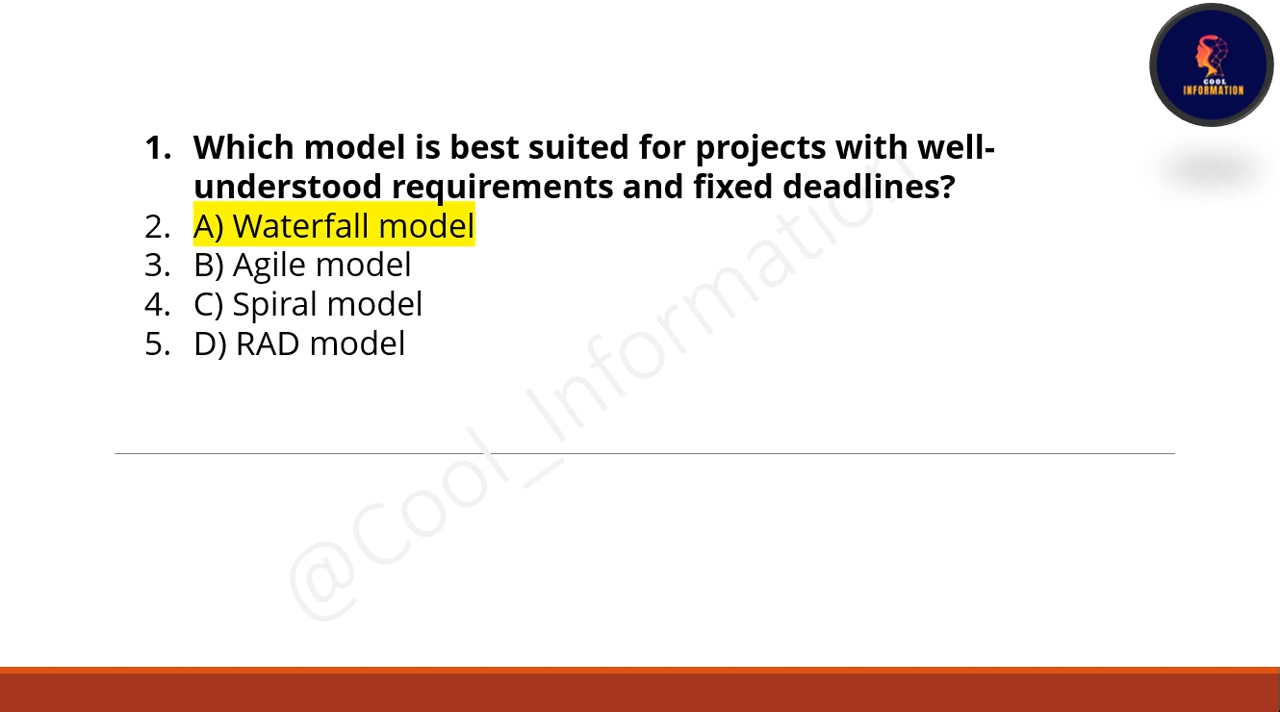 COOL
INFORMATION
1. Which model is best suited for projects with well-
understood requirements and fixed deadlines?
2. A) Waterfall model
3. B) Agile model
4. C) Spiral model
5. D) RAD model
@Cool_Information